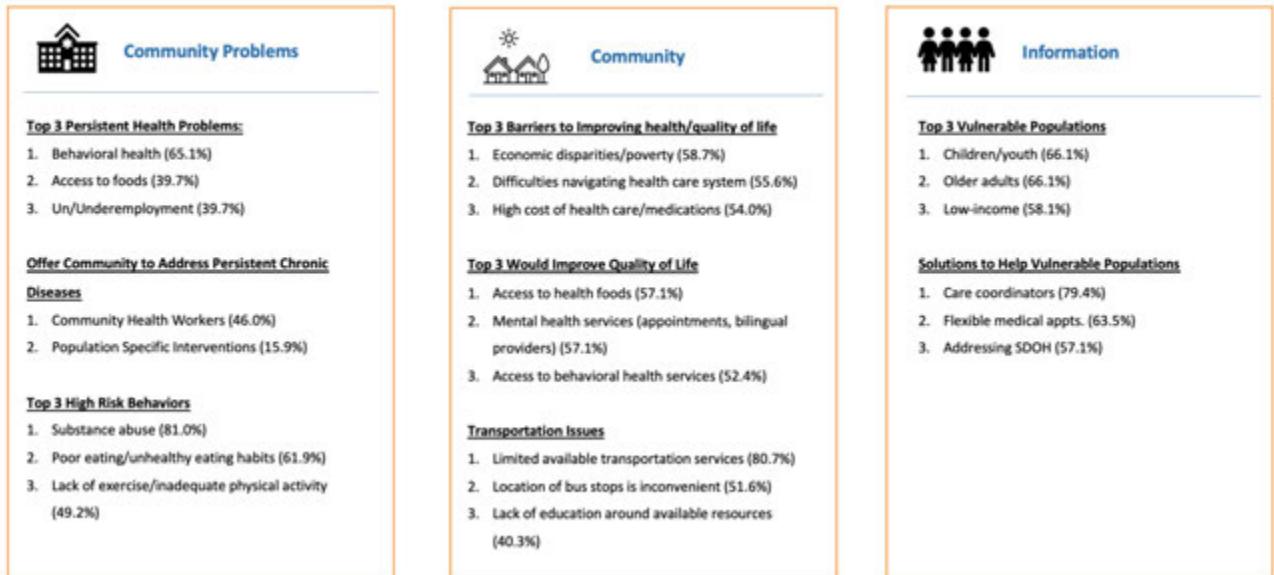 Community Problems
Top 3 Persistent Health Problems:
1. Behavioral health (65.1%)
2. Access to foods (39.7%)
3. Un/Underemployment (39.7%)
Offer Community to Address Persistent Chronic
Diseases
1. Community Health Workers (46.0%)
2. Population Specific Interventions (15.9%)
Top 3 High Risk Behaviors
1. Substance abuse (81.0%)
2. Poor eating/unhealthy eating habits (61.9%)
3. Lack of exercise/inadequate physical activity
(49.2%)
Community
Top 3 Barriers to Improving health/quality of life
1. Economic disparities/poverty (58.7%)
2. Difficulties navigating health care system (55.6%)
3. High cost of health care/medications (54.0%)
Top 3 Would Improve Quality of Life
1. Access to health foods (57.1%)
2. Mental health services (appointments, bilingual
providers) (57.1%)
3. Access to behavioral health services (52.4%)
Transportation Issues
1. Limited available transportation services (80.7%)
2. Location of bus stops is inconvenient (51.6%)
3. Lack of education around available resources
(40.3%)
Information
Top 3 Vulnerable Populations
1. Children/youth (66.1%)
2. Older adults (66.1%)
3. Low-income (58.1%)
Solutions to Help Vulnerable Populations
1. Care coordinators (79.4%)
2. Flexible medical appts. (63.5%)
3. Addressing SDOH (57.1%)